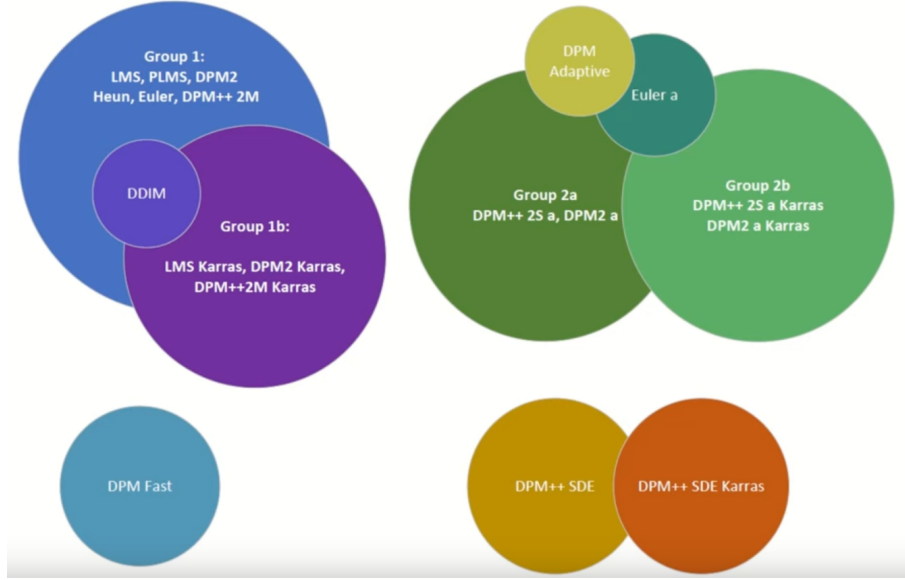 Group 1:
LMS, PLMS, DPM2
Heun, Euler, DPM++ 2M
DDIM
Group 1b:
LMS Karras, DPM2 Karras,
DPM++2M Karras
DPM
Adaptive
Euler a
Group 2a
DPM++ 2S a, DPM2 a
Group 2b
DPM++ 2S a Karras
DPM2 a Karras
DPM Fast
DPM++ SDE
DPM++ SDE Karras